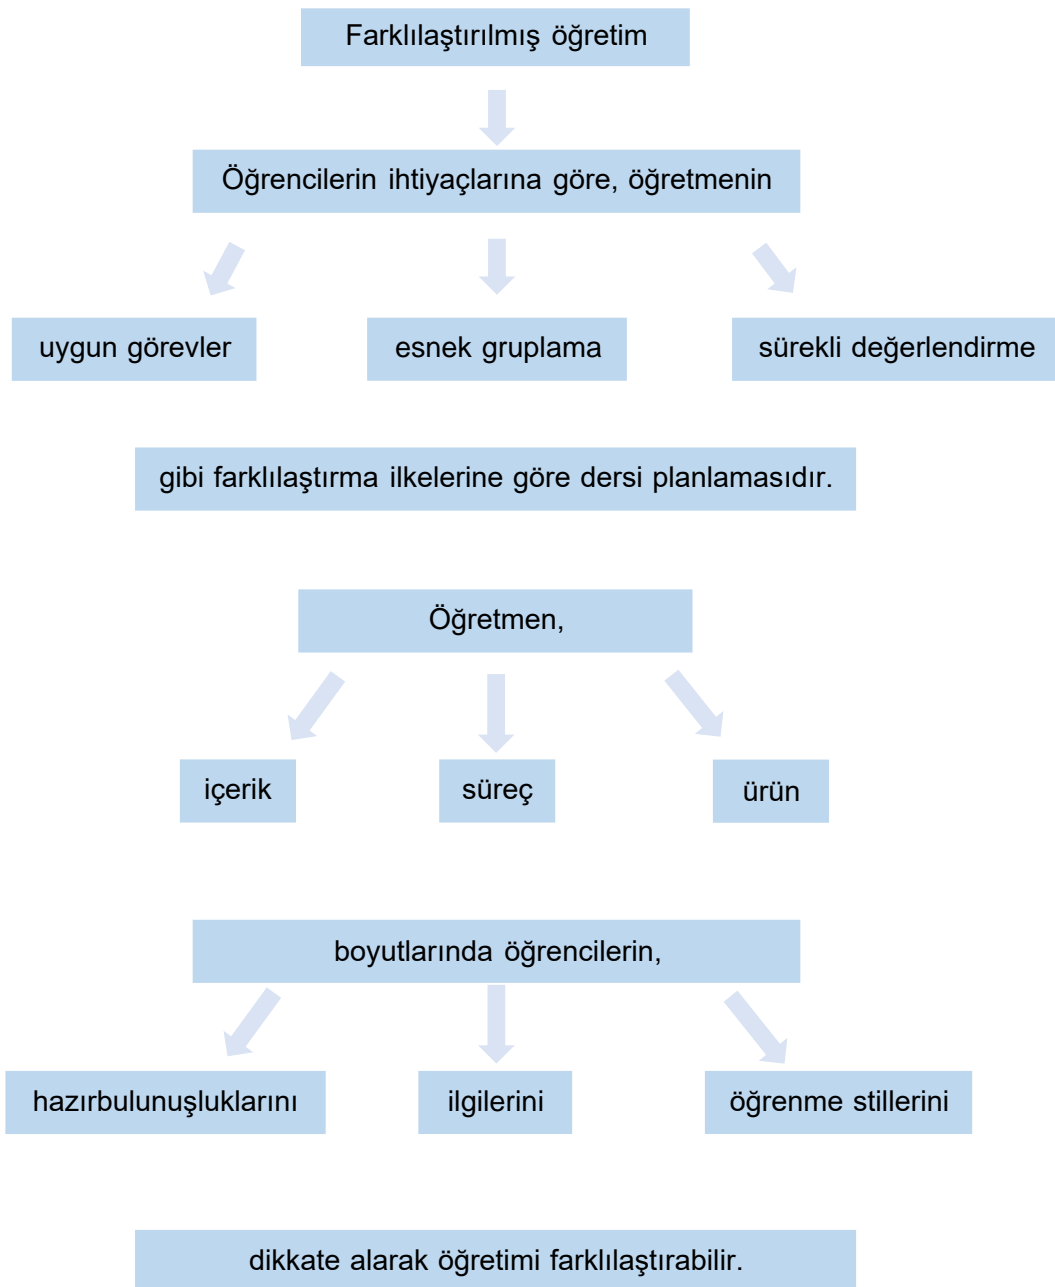 Farklılaştırılmış öğretim
Öğrencilerin ihtiyaçlarına göre, öğretmenin
uygun görevler
esnek gruplama
sürekli değerlendirme
gibi farklılaştırma ilkelerine göre dersi planlamasıdır.
Öğretmen,
içerik
süreç
ürün
boyutlarında öğrencilerin,
hazırbulunuşluklarını
ilgilerini
öğrenme stillerini
dikkate alarak öğretimi farklılaştırabilir.